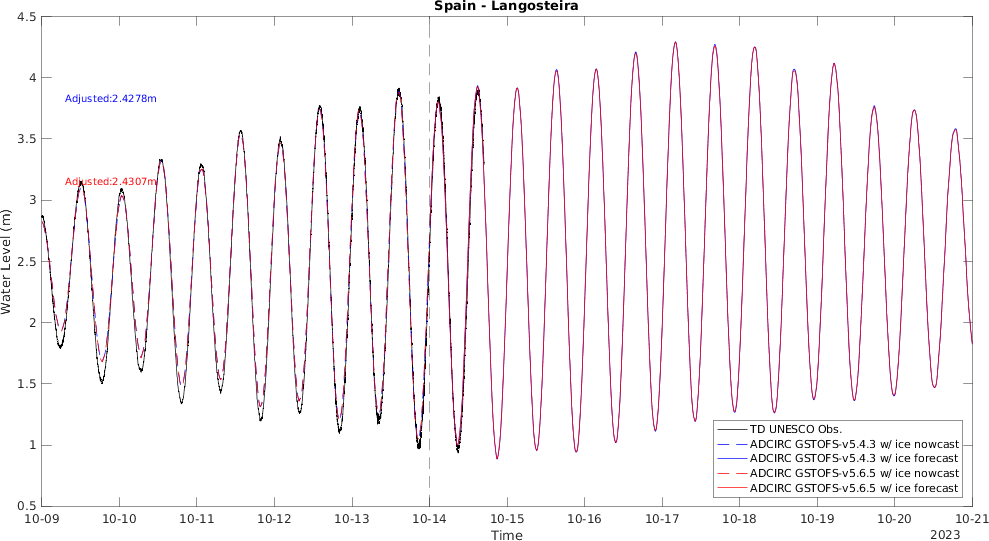 Spain - Langosteira
4.5
4
3.5
3
2.5
2
1.5
1
0.5
Water Level (m)
Adjusted:2.4278m
Adjusted:2.4307m
TD UNESCO Obs.
ADCIRC GSTOFS-v5.4.3 w/ ice nowcast
ADCIRC GSTOFS-v5.4.3 w/ ice forecast
ADCIRC GSTOFS-v5.6.5 w/ ice nowcast
ADCIRC GSTOFS-v5.6.5 w/ ice forecast
10-09 10-10 10-11 10-12 10-13 10-14 10-15 10-16 10-17 10-18 10-19 10-20 10-21
Time
2023